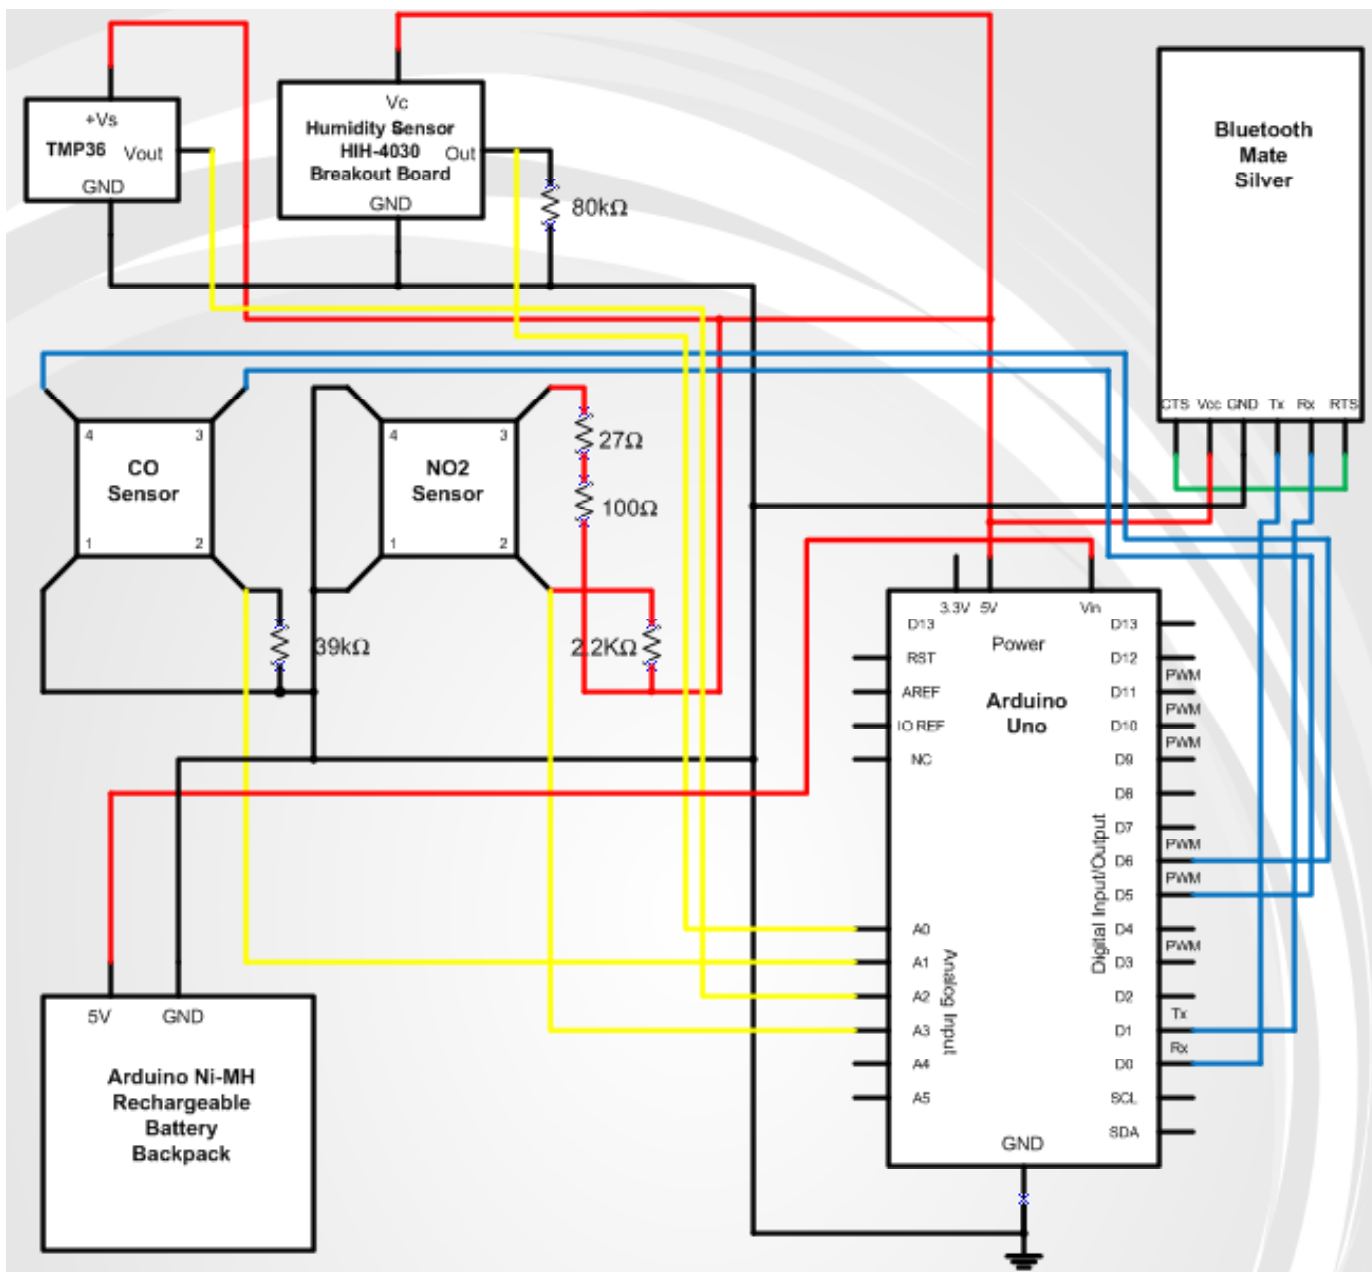 +Vs
TMP36
Vout
GND
Vc
Humidity Sensor
HIH-4030
Breakout Board
Out
GND
80kΩ
Bluetooth
Mate
Silver
CTS Vcc GND Tx Rx RTS
4 3
CO
Sensor
1 2
39kΩ
4 3
NO2
Sensor
1 2
27Ω
100Ω
2.2KΩ
3.3V 5V Vin
Power
Arduino
Uno
D13
RST
AREF
IO REF
NC
A0
A1
A2
A3
A4
A5
Analog Input
D13
D12
PWM
D11
PWM
D10
PWM
D9
D8
D7
PWM
D6
PWM
D5
D4
PWM
D3
D2
Tx
D1
Rx
D0
SCL
SDA
Digital Input/Output
GND
5V GND
Arduino Ni-MH
Rechargeable
Battery
Backpack